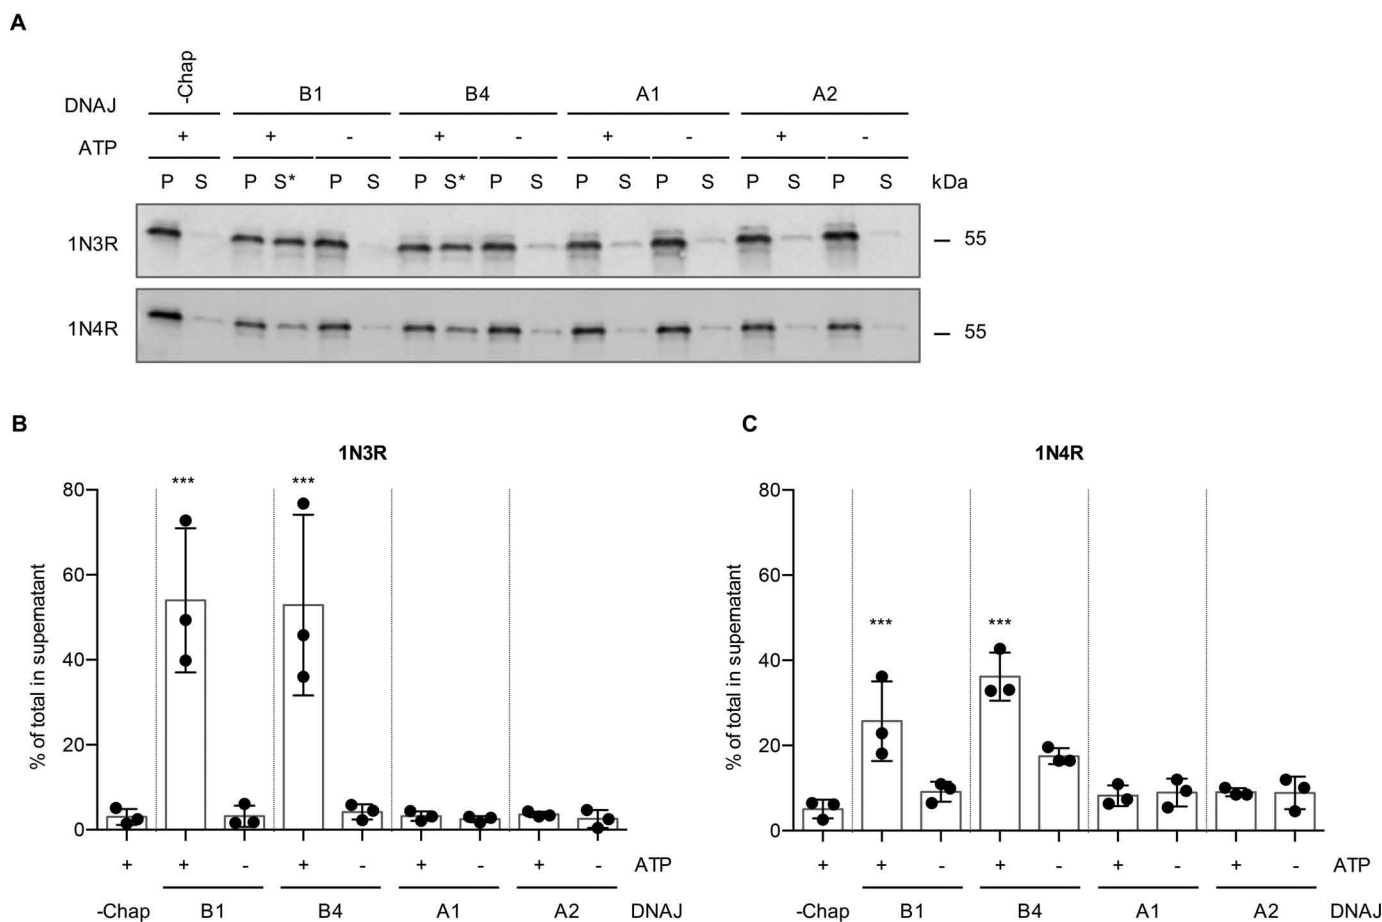 A
-Chap
DNAJ B1 B4 A1 A2
ATP + + - + - + - + -
P S P S* P S P S* P S P S P S P S P S kDa
1N3R 55
1N4R 55
B
1N3R
*** ***
80
60
40
20
0
% of total in supernatant
+ + - + - + - + - ATP
-Chap B1 B4 A1 A2 DNAJ
C
1N4R
80
60
*** ***
40
20
0
% of total in supernatant
+ + - + - + - + - ATP
-Chap B1 B4 A1 A2 DNAJ